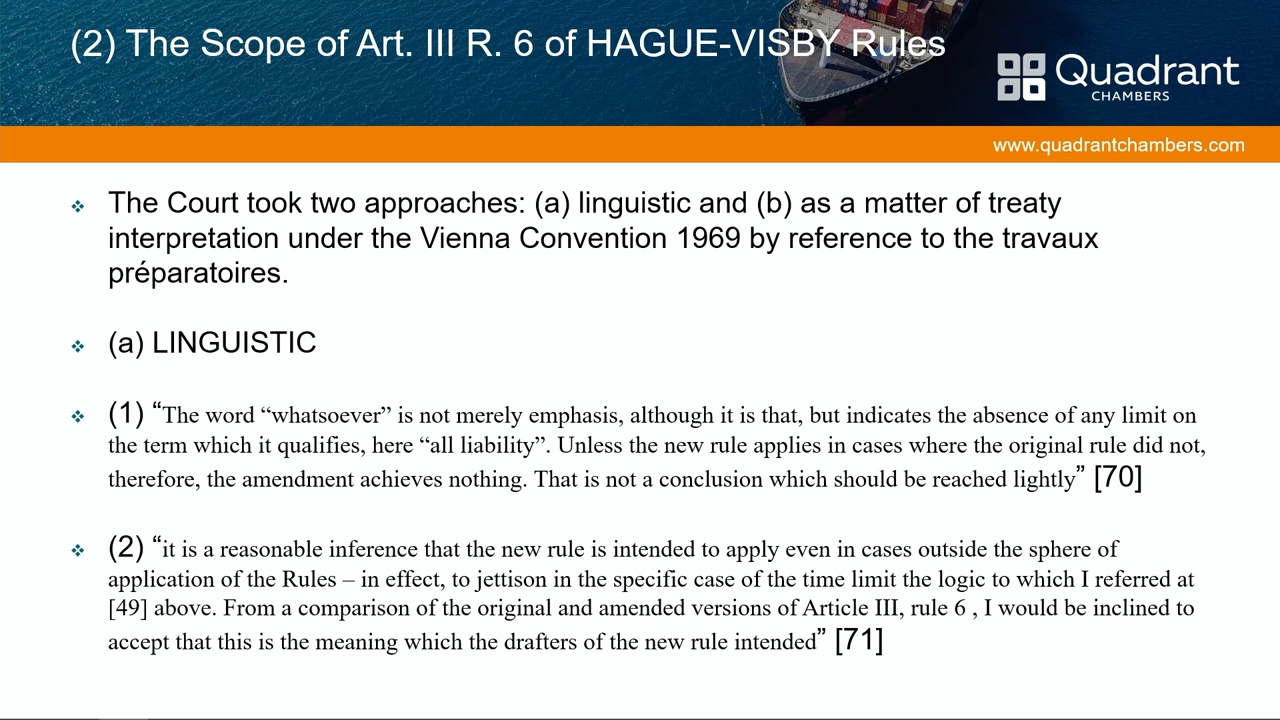 (2) The Scope of Art. III R. 6 of HAGUE-VISBY Rules
Quadrant
CHAMBERS
www.quadrantchambers.com
The Court took two approaches: (a) linguistic and (b) as a matter of treaty
interpretation under the Vienna Convention 1969 by reference to the travaux
préparatoires.
(a) LINGUISTIC
(1) “The word “whatsoever” is not merely emphasis, although it is that, but indicates the absence of any limit on
the term which it qualifies, here “all liability”. Unless the new rule applies in cases where the original rule did not,
therefore, the amendment achieves nothing. That is not a conclusion which should be reached lightly” [70]
(2) “it is a reasonable inference that the new rule is intended to apply even in cases outside the sphere of
application of the Rules – in effect, to jettison in the specific case of the time limit the logic to which I referred at
[49] above. From a comparison of the original and amended versions of Article III, rule 6 , I would be inclined to
accept that this is the meaning which the drafters of the new rule intended” [71]